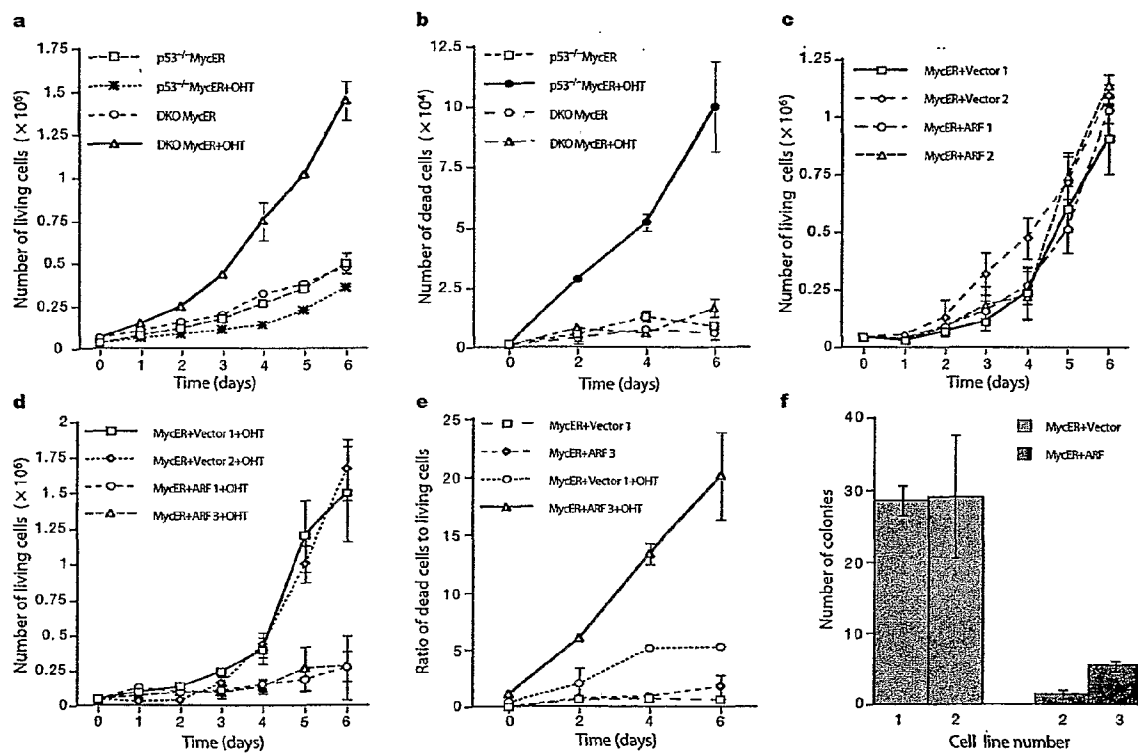 a
Number of living cells (×10⁶)
1.75
1.5
1.25
1
0.75
0.5
0.25
0
p53⁻/⁻MycER
p53⁻/⁻MycER+OHT
DKO MycER
DKO MycER+OHT
0 1 2 3 4 5 6
Time (days)
b
Number of dead cells (×10⁴)
12.5
10
7.5
5
2.5
0
p53⁻/⁻MycER
p53⁻/⁻MycER+OHT
DKO MycER
DKO MycER+OHT
0 2 4 6
Time (days)
c
Number of living cells (×10⁶)
1.25
1
0.75
0.5
0.25
0
MycER+Vector 1
MycER+Vector 2
MycER+ARF 1
MycER+ARF 2
0 1 2 3 4 5 6
Time (days)
d
Number of living cells (×10⁶)
2
1.75
1.5
1.25
1
0.75
0.5
0.25
0
MycER+Vector 1+OHT
MycER+Vector 2+OHT
MycER+ARF 1+OHT
MycER+ARF 3+OHT
0 1 2 3 4 5 6
Time (days)
e
Ratio of dead cells to living cells
25
20
15
10
5
0
MycER+Vector 1
MycER+ARF 3
MycER+Vector 1+OHT
MycER+ARF 3+OHT
0 2 4 6
Time (days)
f
Number of colonies
40
30
20
10
0
MycER+Vector
MycER+ARF
1 2 2 3
Cell line number